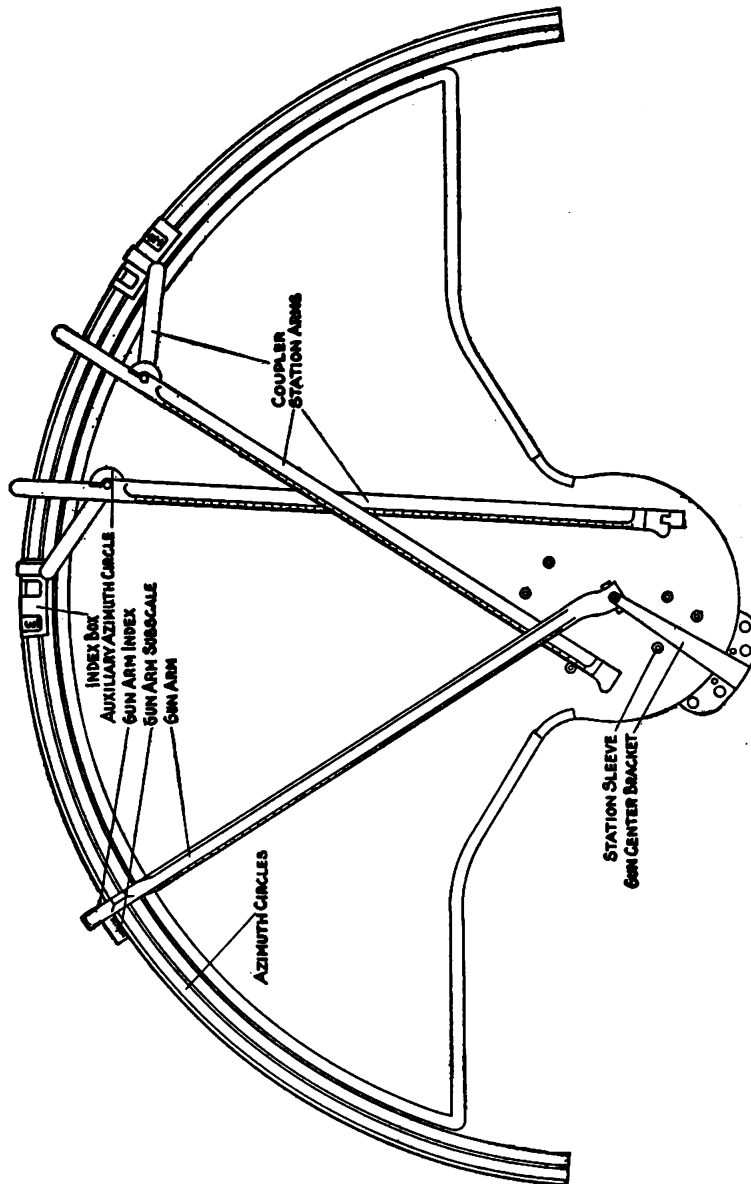 INDEX BOX
AUXILIARY AZIMUTH CIRCLE
GUN ARM INDEX
GUN ARM SUBSCALE
GUN ARM
COUPLER
STATION ARMS
AZIMUTH CIRCLES
STATION SLEEVE
GUN CENTER BRACKET